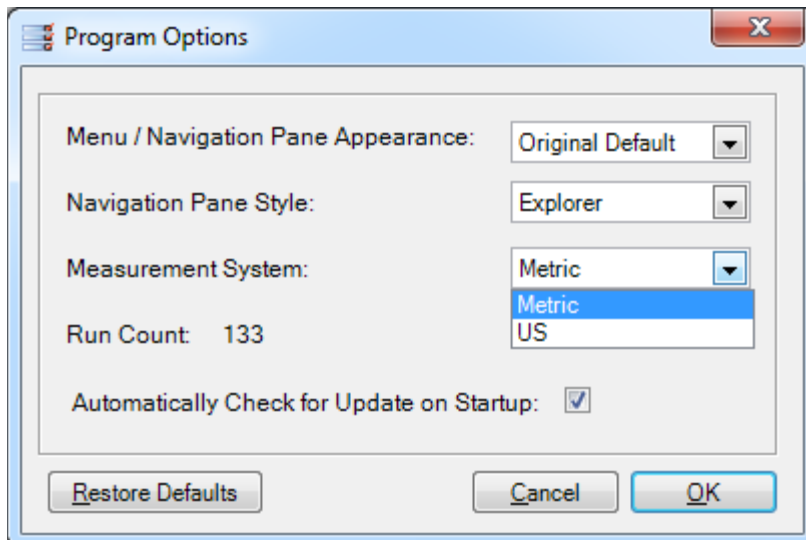 Program Options
Menu / Navigation Pane Appearance: Original Default
Navigation Pane Style: Explorer
Measurement System: Metric
Metric
US
Run Count: 133
Automatically Check for Update on Startup:
Restore Defaults Cancel OK